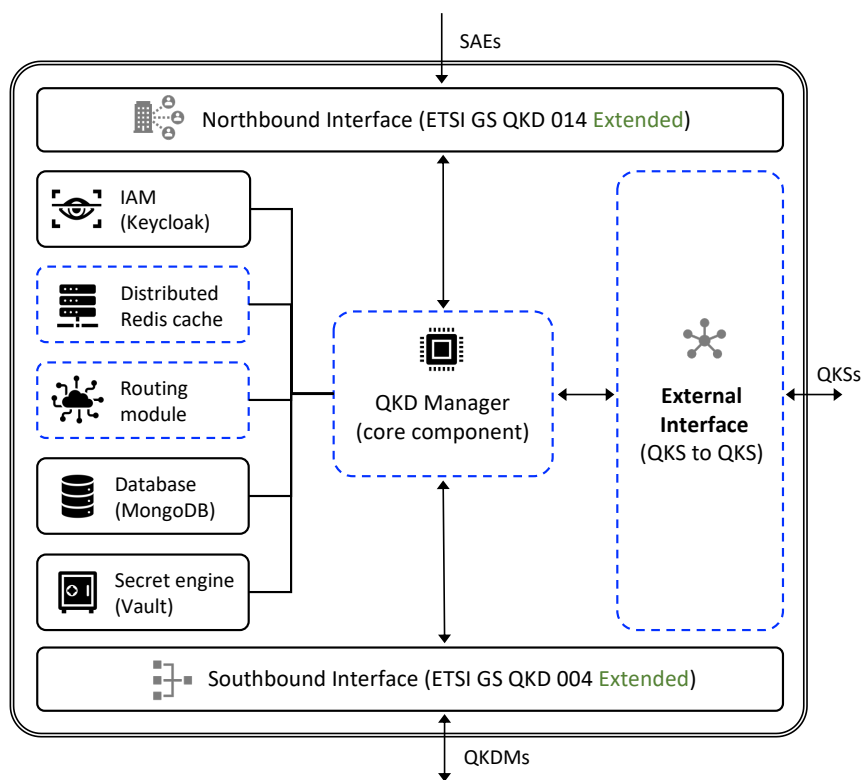 SAEs
Northbound Interface (ETSI GS QKD 014 Extended)
IAM
(Keycloak)
Distributed
Redis cache
Routing
module
Database
(MongoDB)
Secret engine
(Vault)
QKD Manager
(core component)
External
Interface
(QKS to QKS)
QKSs
Southbound Interface (ETSI GS QKD 004 Extended)
QKDMs